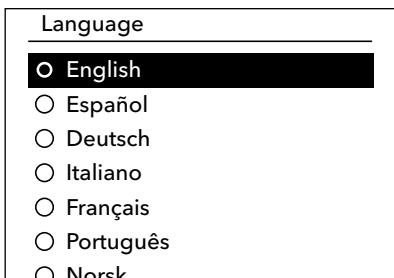 Language
English
Español
Deutsch
Italiano
Français
Português
Norsk